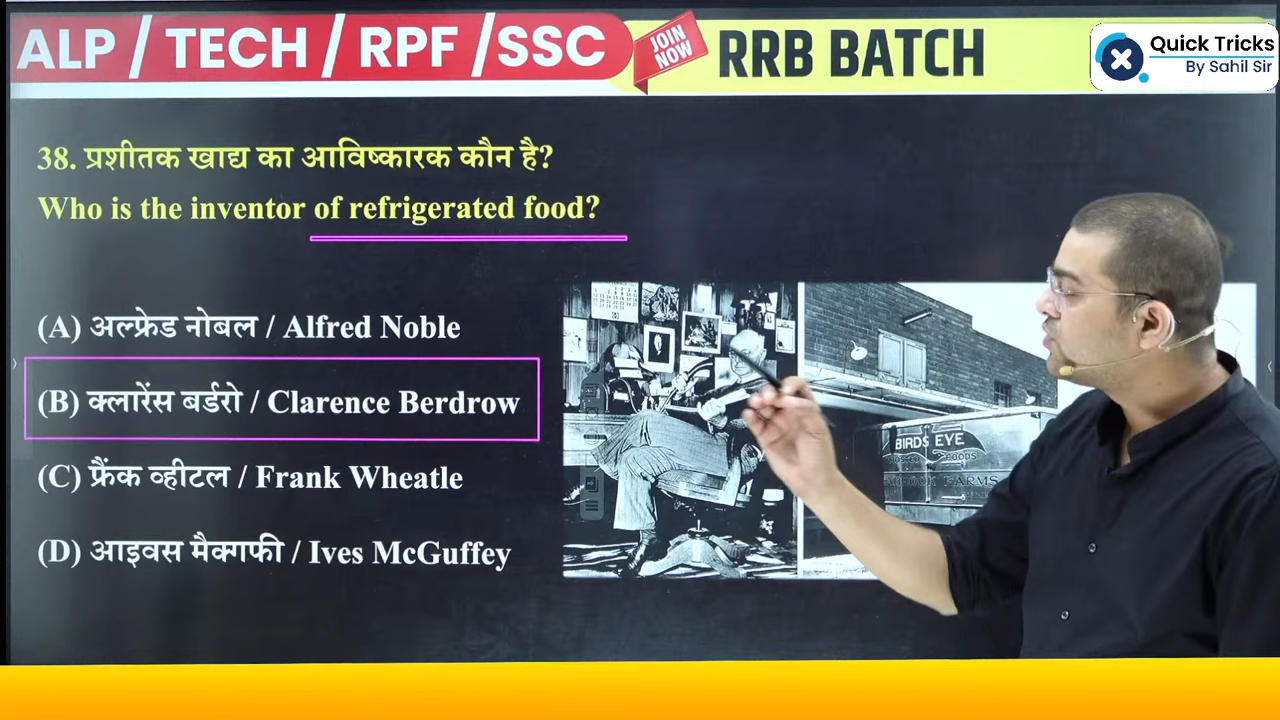 ALP / TECH / RPF / SSC
JOIN NOW
RRB BATCH
Quick Tricks
By Sahil Sir
38. प्रशीतक खाद्य का आविष्कारक कौन है?
Who is the inventor of refrigerated food?
(A) अल्फ्रेड नोबल / Alfred Noble
(B) क्लारेंस बर्डरो / Clarence Berdrow
(C) फ्रैंक व्हीटल / Frank Wheatle
(D) आइवस मैक्गफी / Ives McGuffey
BIRDS EYE
FARMS